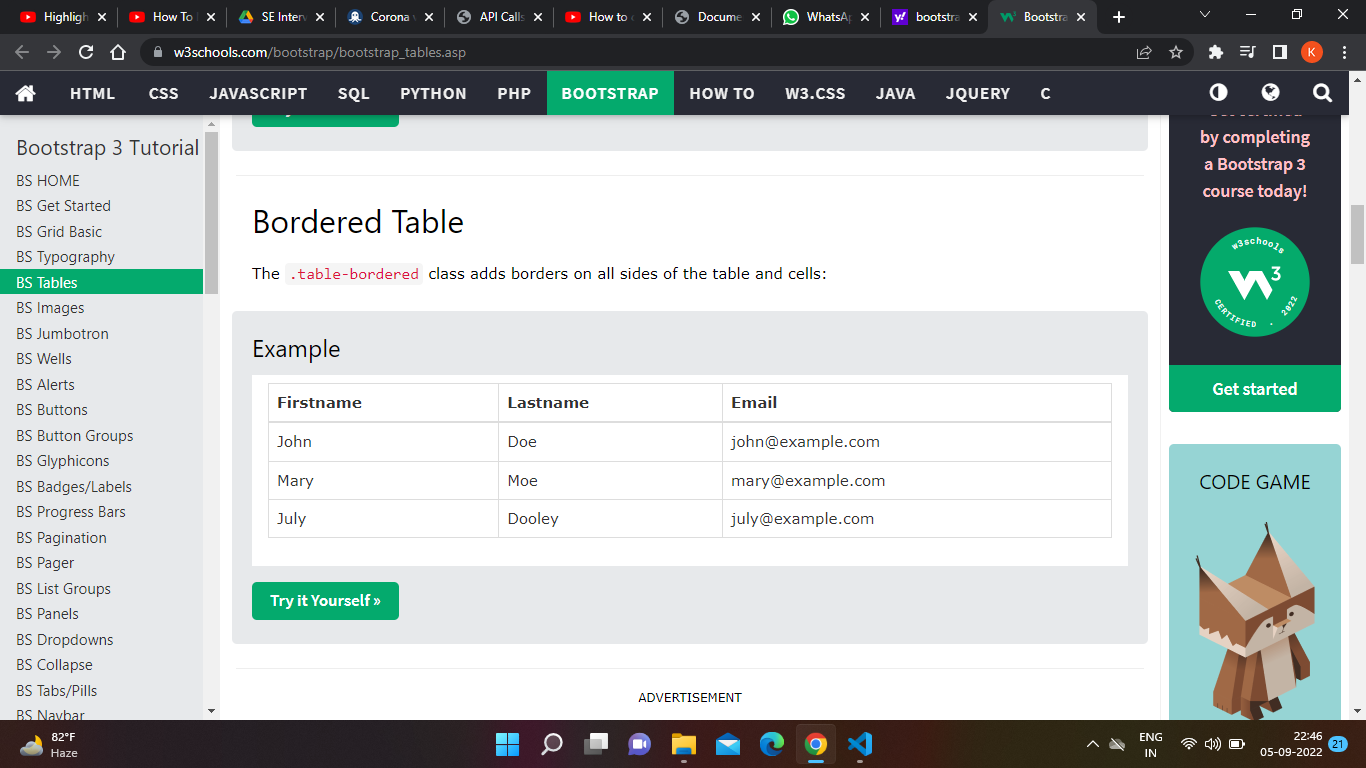 Highligh
How To
SE Interv
Corona v
API Calls
How to
Docume
WhatsAp
bootstra
Bootstra
w3schools.com/bootstrap/bootstrap_tables.asp
K
HTML CSS JAVASCRIPT SQL PYTHON PHP BOOTSTRAP HOW TO W3.CSS JAVA JQUERY C
Bootstrap 3 Tutorial
BS HOME
BS Get Started
BS Grid Basic
BS Typography
BS Tables
BS Images
BS Jumbotron
BS Wells
BS Alerts
BS Buttons
BS Button Groups
BS Glyphicons
BS Badges/Labels
BS Progress Bars
BS Pagination
BS Pager
BS List Groups
BS Panels
BS Dropdowns
BS Collapse
BS Tabs/Pills
BS Navbar
Bordered Table
The .table-bordered class adds borders on all sides of the table and cells:
Example
Firstname Lastname Email
John Doe john@example.com
Mary Moe mary@example.com
July Dooley july@example.com
Try it Yourself »
ADVERTISEMENT
by completing
a Bootstrap 3
course today!
w3schools
3
CERTIFIED . 2022
Get started
CODE GAME
82°F
Haze
ENG
IN
22:46
05-09-2022
21